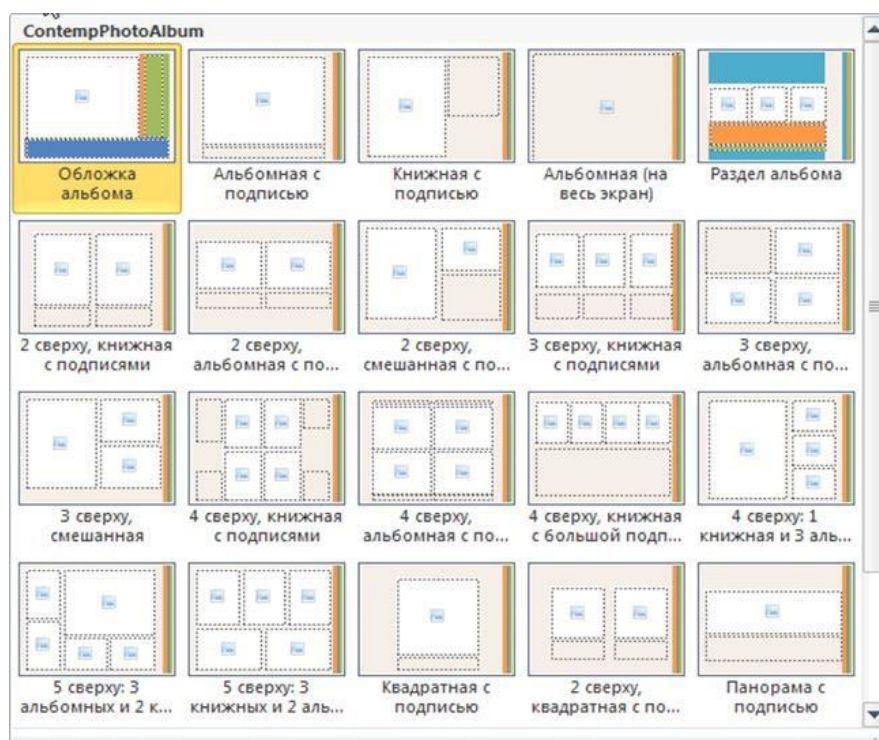 ContempPhotoAlbum
Обложка
альбома
Альбомная с
подписью
Книжная с
подписью
Альбомная (на
весь экран)
Раздел альбома
2 сверху, книжная
с подписями
2 сверху,
альбомная с по...
2 сверху,
смешанная с по...
3 сверху, книжная
с подписями
3 сверху,
альбомная с по...
3 сверху,
смешанная
4 сверху, книжная
с подписями
4 сверху,
альбомная с по...
4 сверху, книжная
с большой подп...
4 сверху: 1
книжная и 3 аль...
5 сверху: 3
альбомных и 2 к...
5 сверху: 3
книжных и 2 аль...
Квадратная с
подписью
2 сверху,
квадратная с по...
Панорама с
подписью